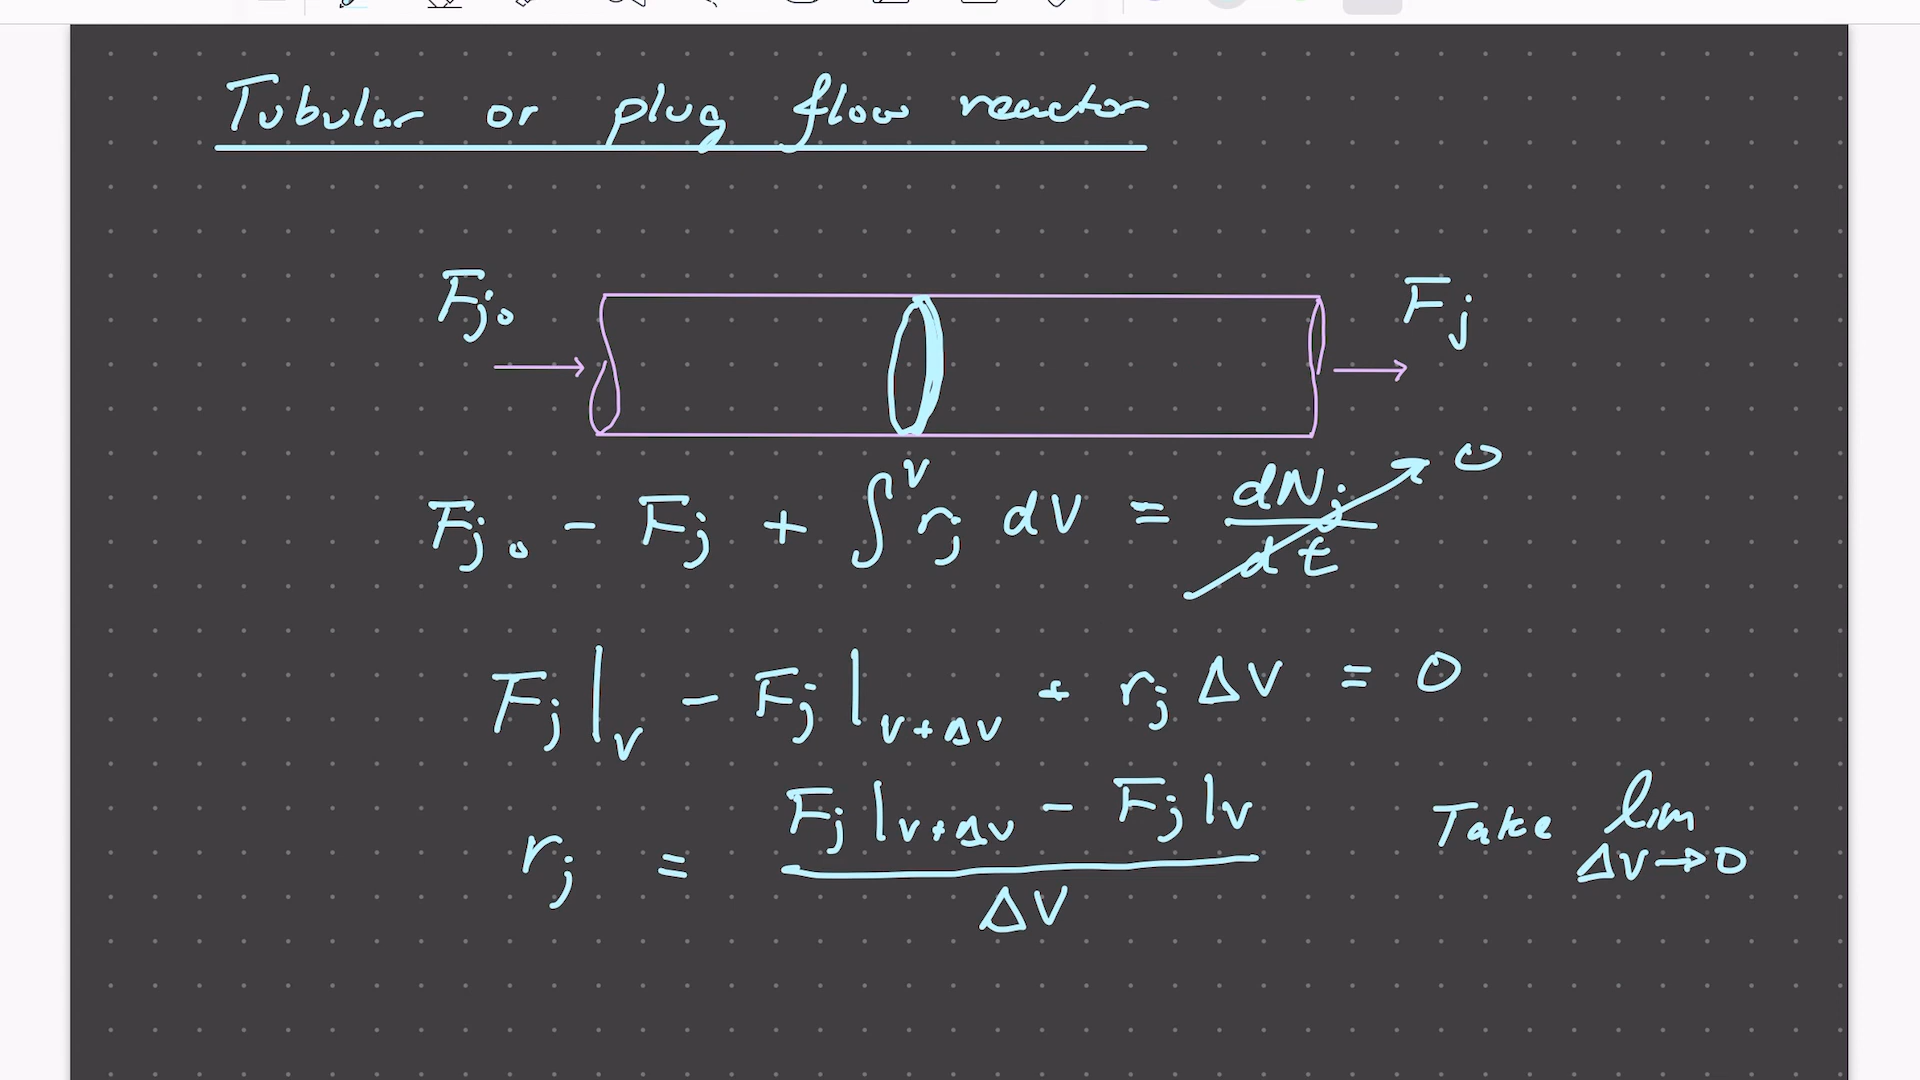 Tubular or plug flow reactor
Fj0
Fj
Fj0 - Fj + ∫^V rj dV = dNj/dt → 0
Fj|V - Fj|V+ΔV + rj ΔV = 0
rj = (Fj|V+ΔV - Fj|V)/ΔV Take lim ΔV→0